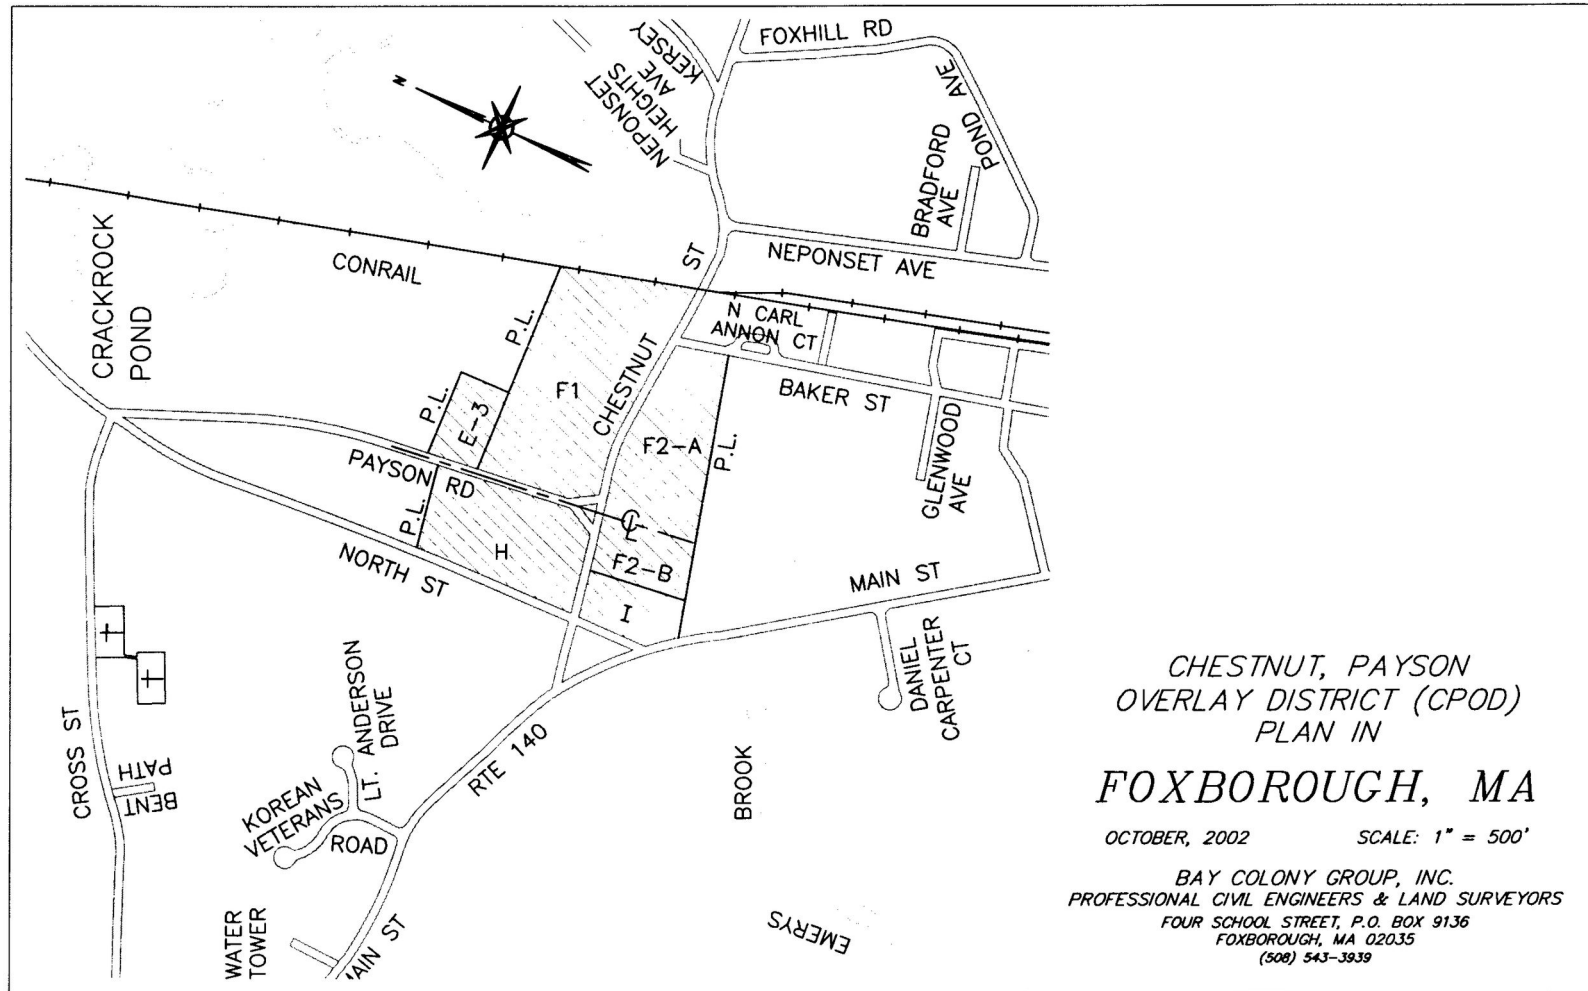 FOXHILL RD
KERSEY
AVE
NEPONSET
HEIGHTS
POND AVE
BRADFORD
AVE
N
CRACKROCK
POND
CONRAIL
ST
NEPONSET AVE
P.L.
N CARL
ANNON CT
CHESTNUT
F1
BAKER ST
P.L.
E-3
F2-A
P.L.
GLENWOOD
AVE
PAYSON RD
P.L.
H
CL
F2-B
NORTH ST
I
MAIN ST
DANIEL
CARPENTER
CT
CROSS ST
BENT
PATH
LT. ANDERSON
DRIVE
KOREAN
VETERANS
ROAD
RTE 140
BROOK
WATER
TOWER
MAIN ST
EMERYS
CHESTNUT, PAYSON
OVERLAY DISTRICT (CPOD)
PLAN IN
FOXBOROUGH, MA
OCTOBER, 2002 SCALE: 1" = 500'
BAY COLONY GROUP, INC.
PROFESSIONAL CIVIL ENGINEERS & LAND SURVEYORS
FOUR SCHOOL STREET, P.O. BOX 9136
FOXBOROUGH, MA 02035
(508) 543-3939